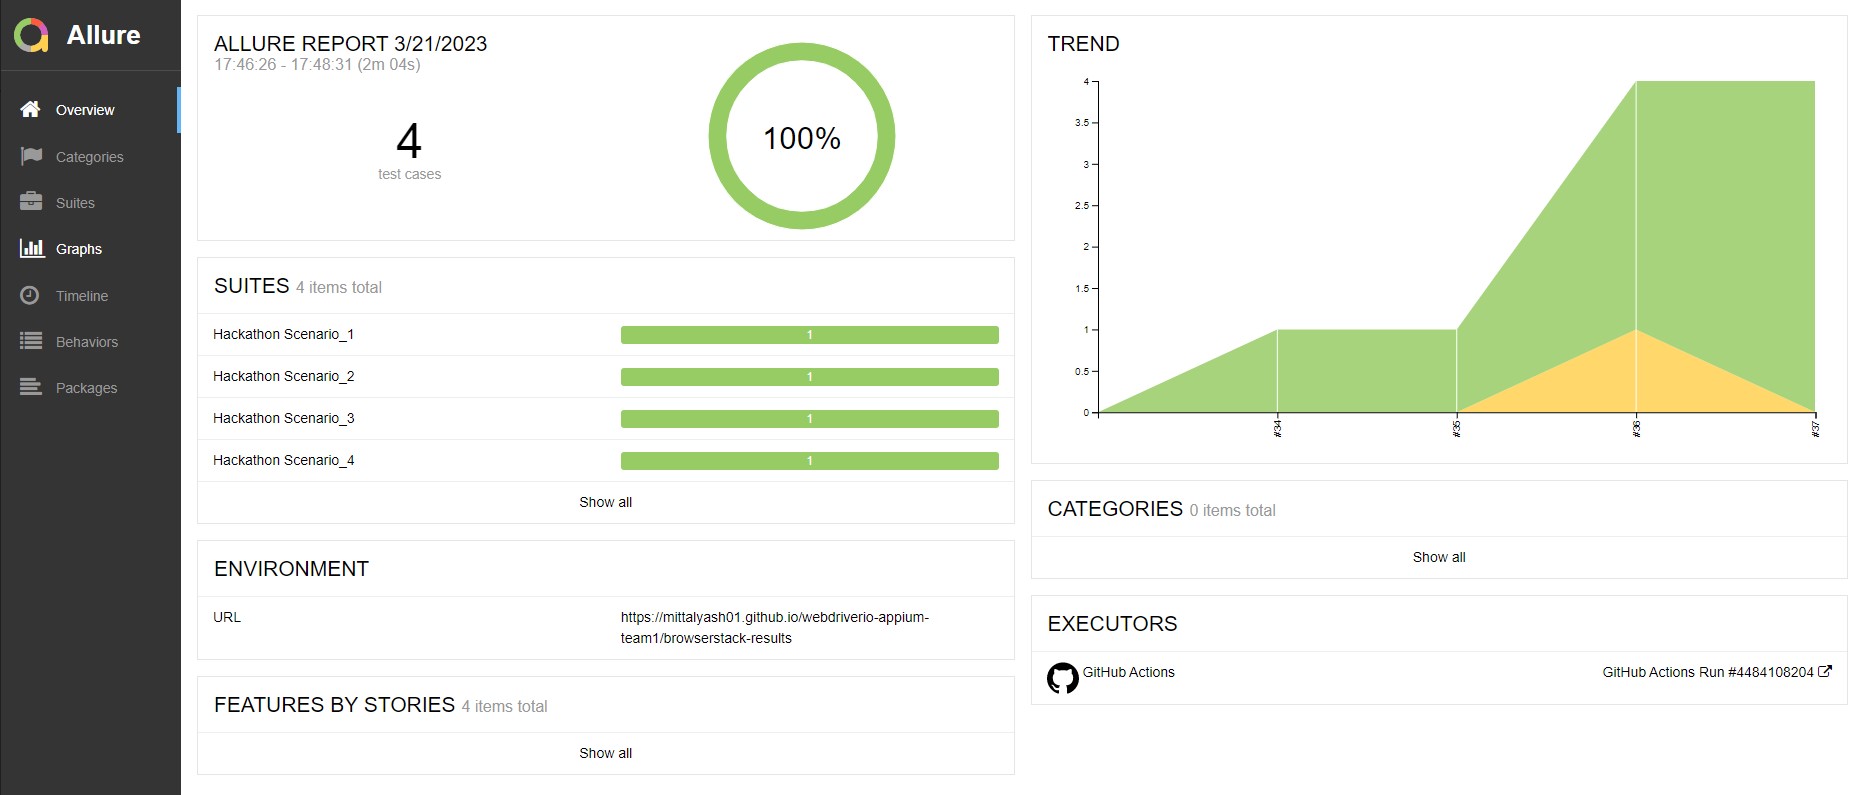 Allure
Overview
Categories
Suites
Graphs
Timeline
Behaviors
Packages
ALLURE REPORT 3/21/2023
17:46:26 - 17:48:31 (2m 04s)
4
test cases
100%
SUITES 4 items total
Hackathon Scenario_1 1
Hackathon Scenario_2 1
Hackathon Scenario_3 1
Hackathon Scenario_4 1
Show all
ENVIRONMENT
URL https://mittalyash01.github.io/webdriverio-appium-
team1/browserstack-results
FEATURES BY STORIES 4 items total
Show all
TREND
4
3.5
3
2.5
2
1.5
1
0.5
0
#34 #35 #36 #37
CATEGORIES 0 items total
Show all
EXECUTORS
GitHub Actions GitHub Actions Run #4484108204